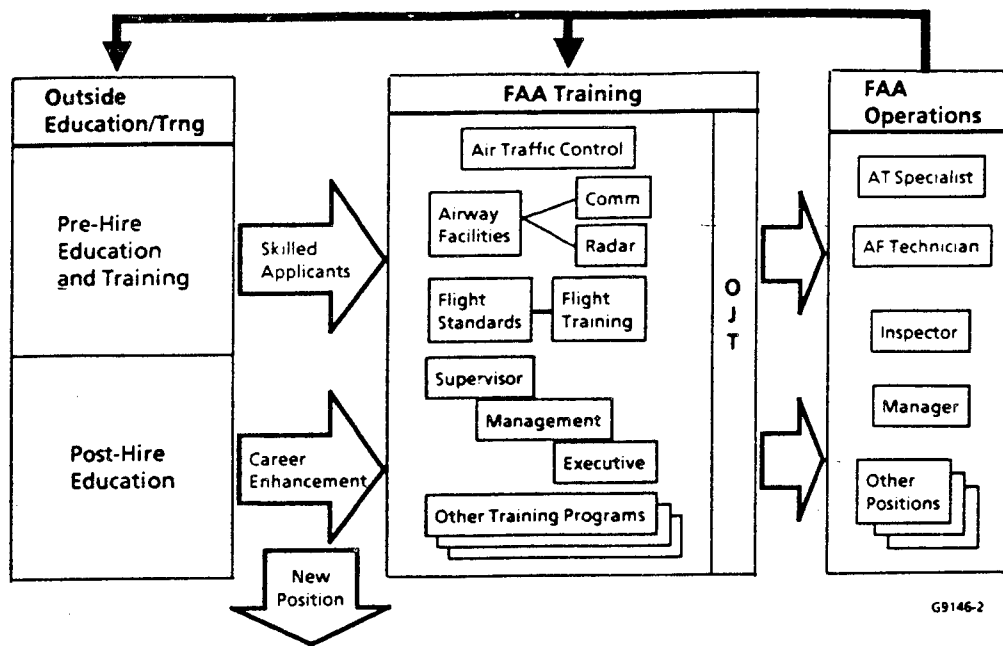 Outside
Education/Trng
Pre-Hire
Education
and Training
Post-Hire
Education
Skilled
Applicants
Career
Enhancement
New
Position
FAA Training
Air Traffic Control
Airway
Facilities
Comm
Radar
Flight
Standards
Flight
Training
Supervisor
Management
Executive
Other Training Programs
O
J
T
FAA
Operations
AT Specialist
AF Technician
Inspector
Manager
Other
Positions
G9146-2